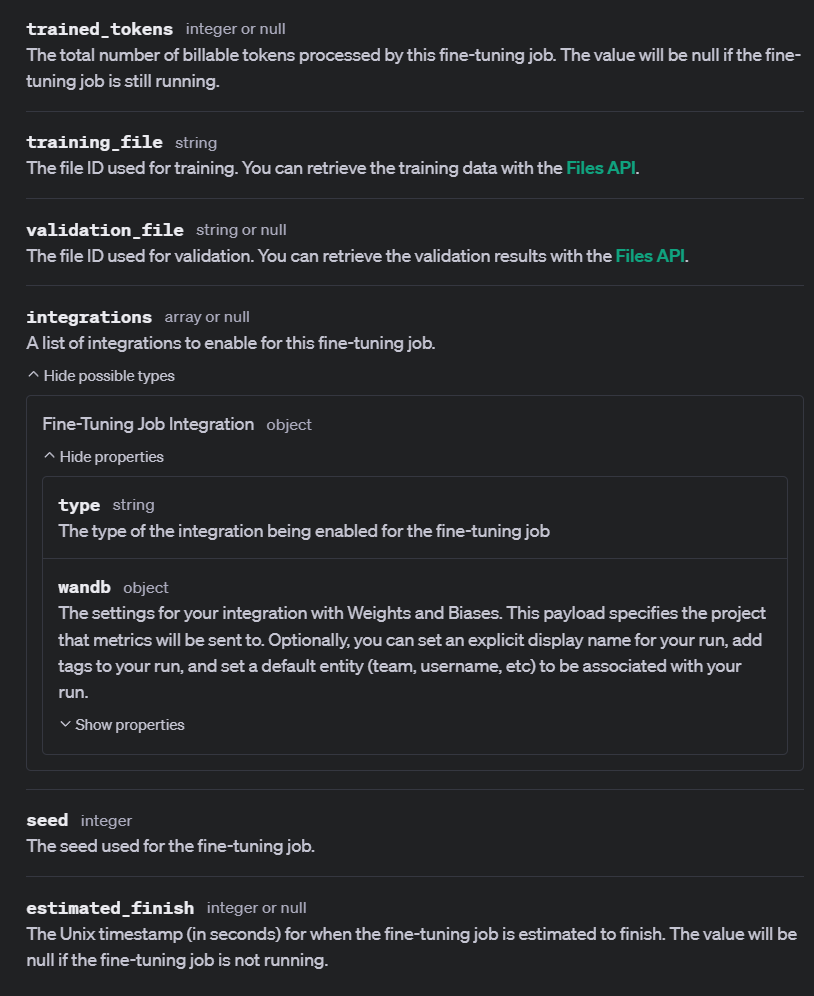 trained_tokens integer or null
The total number of billable tokens processed by this fine-tuning job. The value will be null if the fine-
tuning job is still running.
training_file string
The file ID used for training. You can retrieve the training data with the Files API.
validation_file string or null
The file ID used for validation. You can retrieve the validation results with the Files API.
integrations array or null
A list of integrations to enable for this fine-tuning job.
Hide possible types
Fine-Tuning Job Integration object
Hide properties
type string
The type of the integration being enabled for the fine-tuning job
wandb object
The settings for your integration with Weights and Biases. This payload specifies the project
that metrics will be sent to. Optionally, you can set an explicit display name for your run, add
tags to your run, and set a default entity (team, username, etc) to be associated with your
run.
Show properties
seed integer
The seed used for the fine-tuning job.
estimated_finish integer or null
The Unix timestamp (in seconds) for when the fine-tuning job is estimated to finish. The value will be
null if the fine-tuning job is not running.